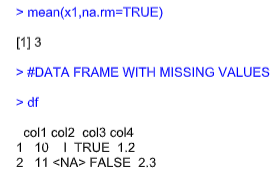 > mean(x1,na.rm=TRUE)
[1] 3
> #DATA FRAME WITH MISSING VALUES
> df
col1 col2 col3 col4
1 10 I TRUE 1.2
2 11 <NA> FALSE 2.3